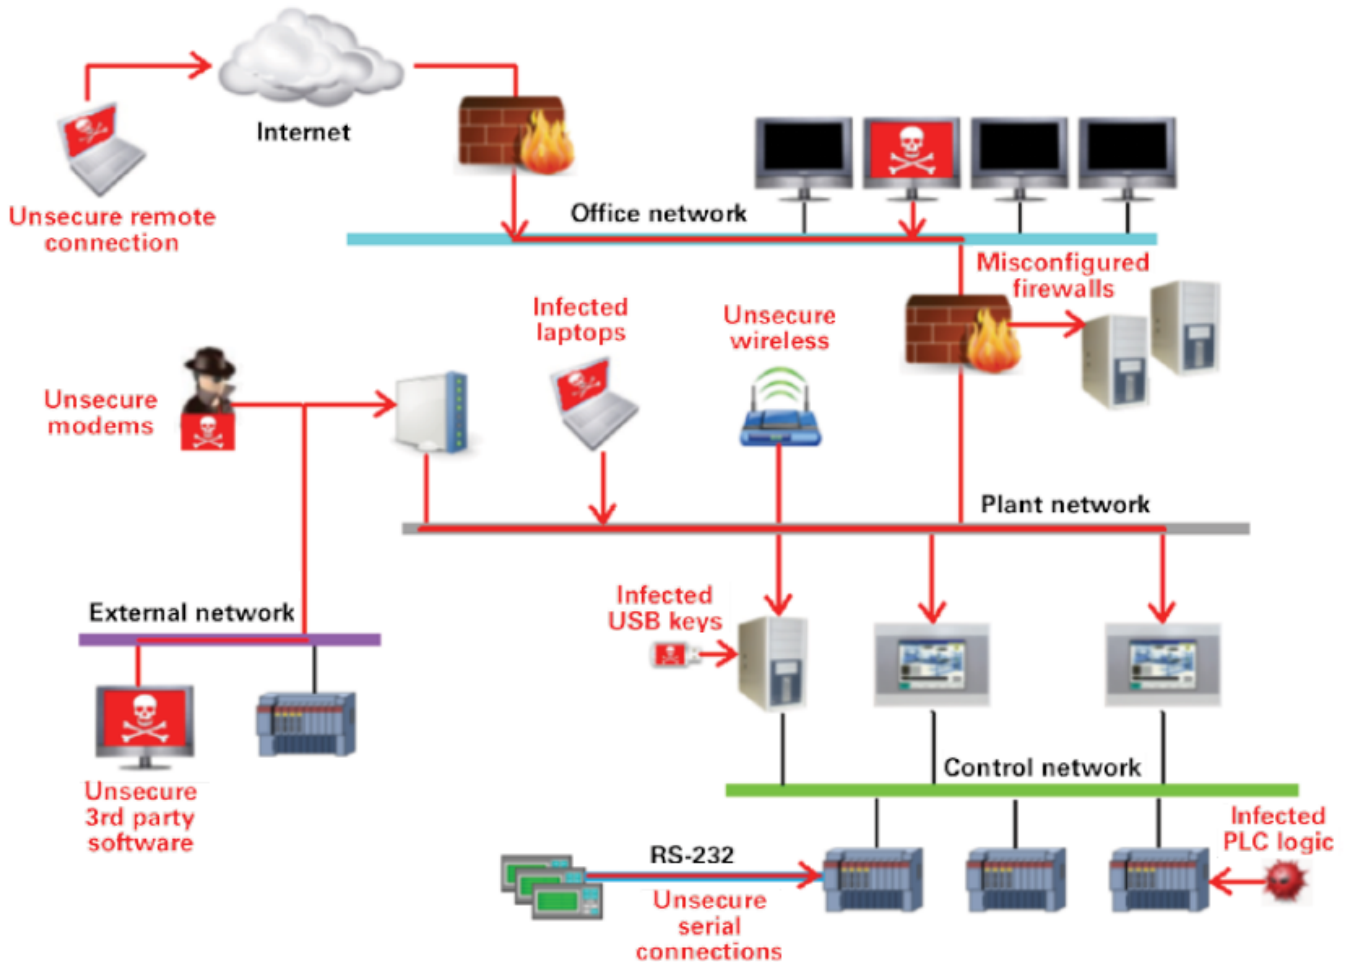 Internet
Unsecure remote
connection
Office network
Misconfigured
firewalls
Infected
laptops
Unsecure
wireless
Unsecure
modems
Plant network
External network
Infected
USB keys
Unsecure
3rd party
software
Control network
Infected
PLC logic
RS-232
Unsecure
serial
connections